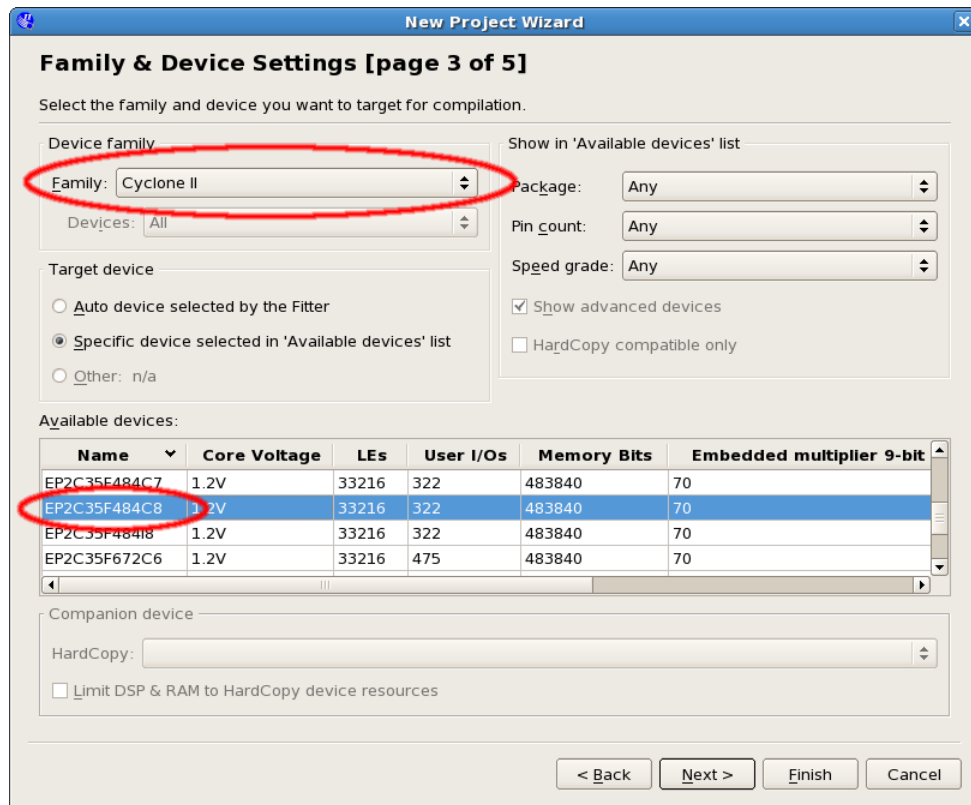 New Project Wizard
Family & Device Settings [page 3 of 5]
Select the family and device you want to target for compilation.
Device family
Family: Cyclone II
Devices: All
Show in 'Available devices' list
Package: Any
Pin count: Any
Speed grade: Any
Show advanced devices
HardCopy compatible only
Target device
Auto device selected by the Fitter
Specific device selected in 'Available devices' list
Other: n/a
Available devices:
Name Core Voltage LEs User I/Os Memory Bits Embedded multiplier 9-bit
EP2C35F484C7 1.2V 33216 322 483840 70
EP2C35F484C8 1.2V 33216 322 483840 70
EP2C35F484I8 1.2V 33216 322 483840 70
EP2C35F672C6 1.2V 33216 475 483840 70
Companion device
HardCopy:
Limit DSP & RAM to HardCopy device resources
< Back Next > Finish Cancel